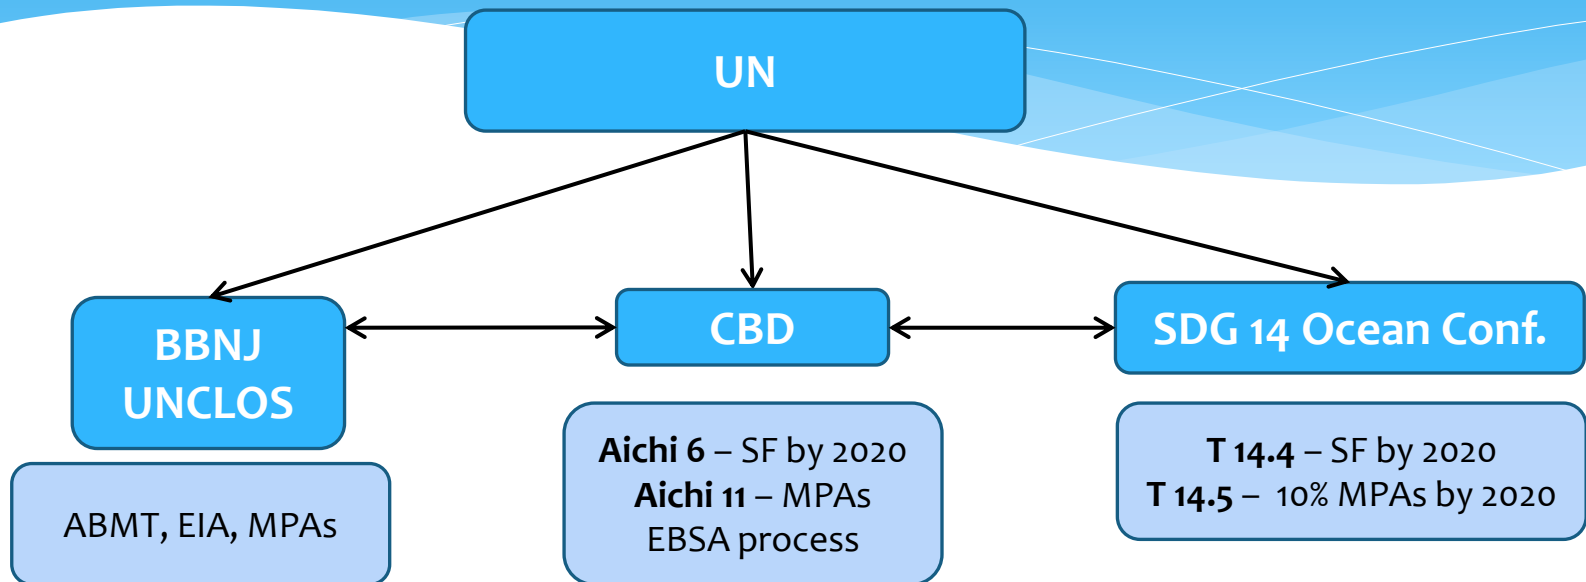 UN
BBNJ
UNCLOS
CBD
SDG 14 Ocean Conf.
ABMT, EIA, MPAs
Aichi 6 – SF by 2020
Aichi 11 – MPAs
EBSA process
T 14.4 – SF by 2020
T 14.5 – 10% MPAs by 2020